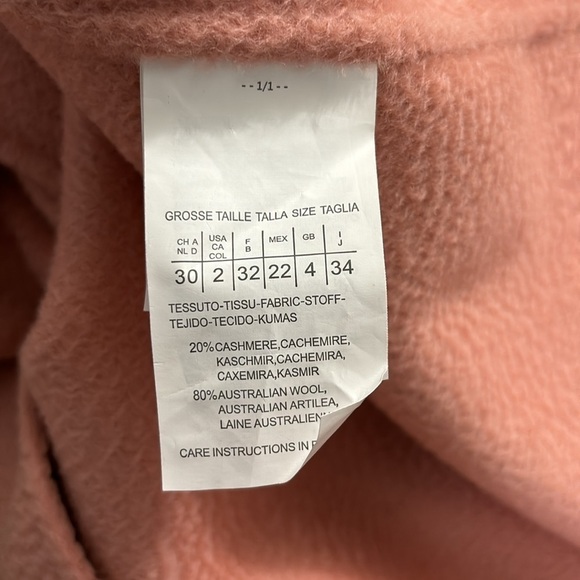 --1/1--
GROSSE TAILLE TALLA SIZE TAGLIA
CH A NL D USA CA COL F B MEX GB I J
30 2 32 22 4 34
TESSUTO-TISSU-FABRIC-STOFF-
TEJIDO-TECIDO-KUMAS
20%CASHMERE,CACHEMIRE,
KASCHMIR,CACHEMIRA,
CAXEMIRA,KASMIR
80%AUSTRALIAN WOOL,
AUSTRALIAN ARTILEA,
LAINE AUSTRALIEN
CARE INSTRUCTIONS IN